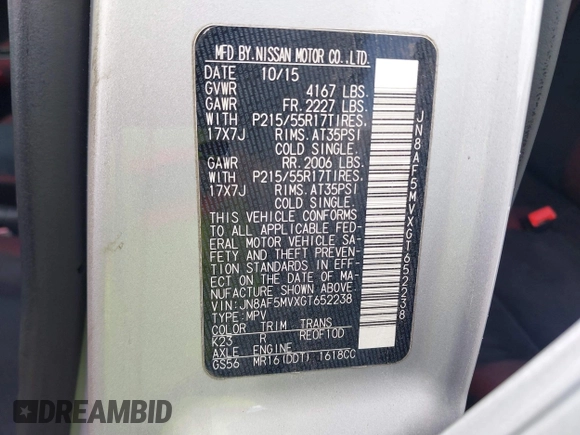 MFD BY.NISSAN MOTOR CO.,LTD.
DATE 10/15
GVWR 4167 LBS.
GAWR FR. 2227 LBS.
WITH P215/55R17TIRES,
17X7J RIMS. AT35PSI
COLD SINGLE.
GAWR RR. 2006 LBS.
WITH P215/55R17TIRES,
17X7J RIMS. AT35PSI
COLD SINGLE.
THIS VEHICLE CONFORMS
TO ALL APPLICABLE FED-
ERAL MOTOR VEHICLE SA-
FETY AND THEFT PREVEN-
TION STANDARDS IN EFF-
ECT ON THE DATE OF MA-
NUFACTURE SHOWN ABOVE.
VIN:JN8AF5MVXGT652238
TYPE:MPV
COLOR TRIM TRANS
K23 R RE0F10D
AXLE ENGINE
GS56 MR16(DDT) 1618CC
JN8AF5MVXGT652238
DREAMBID